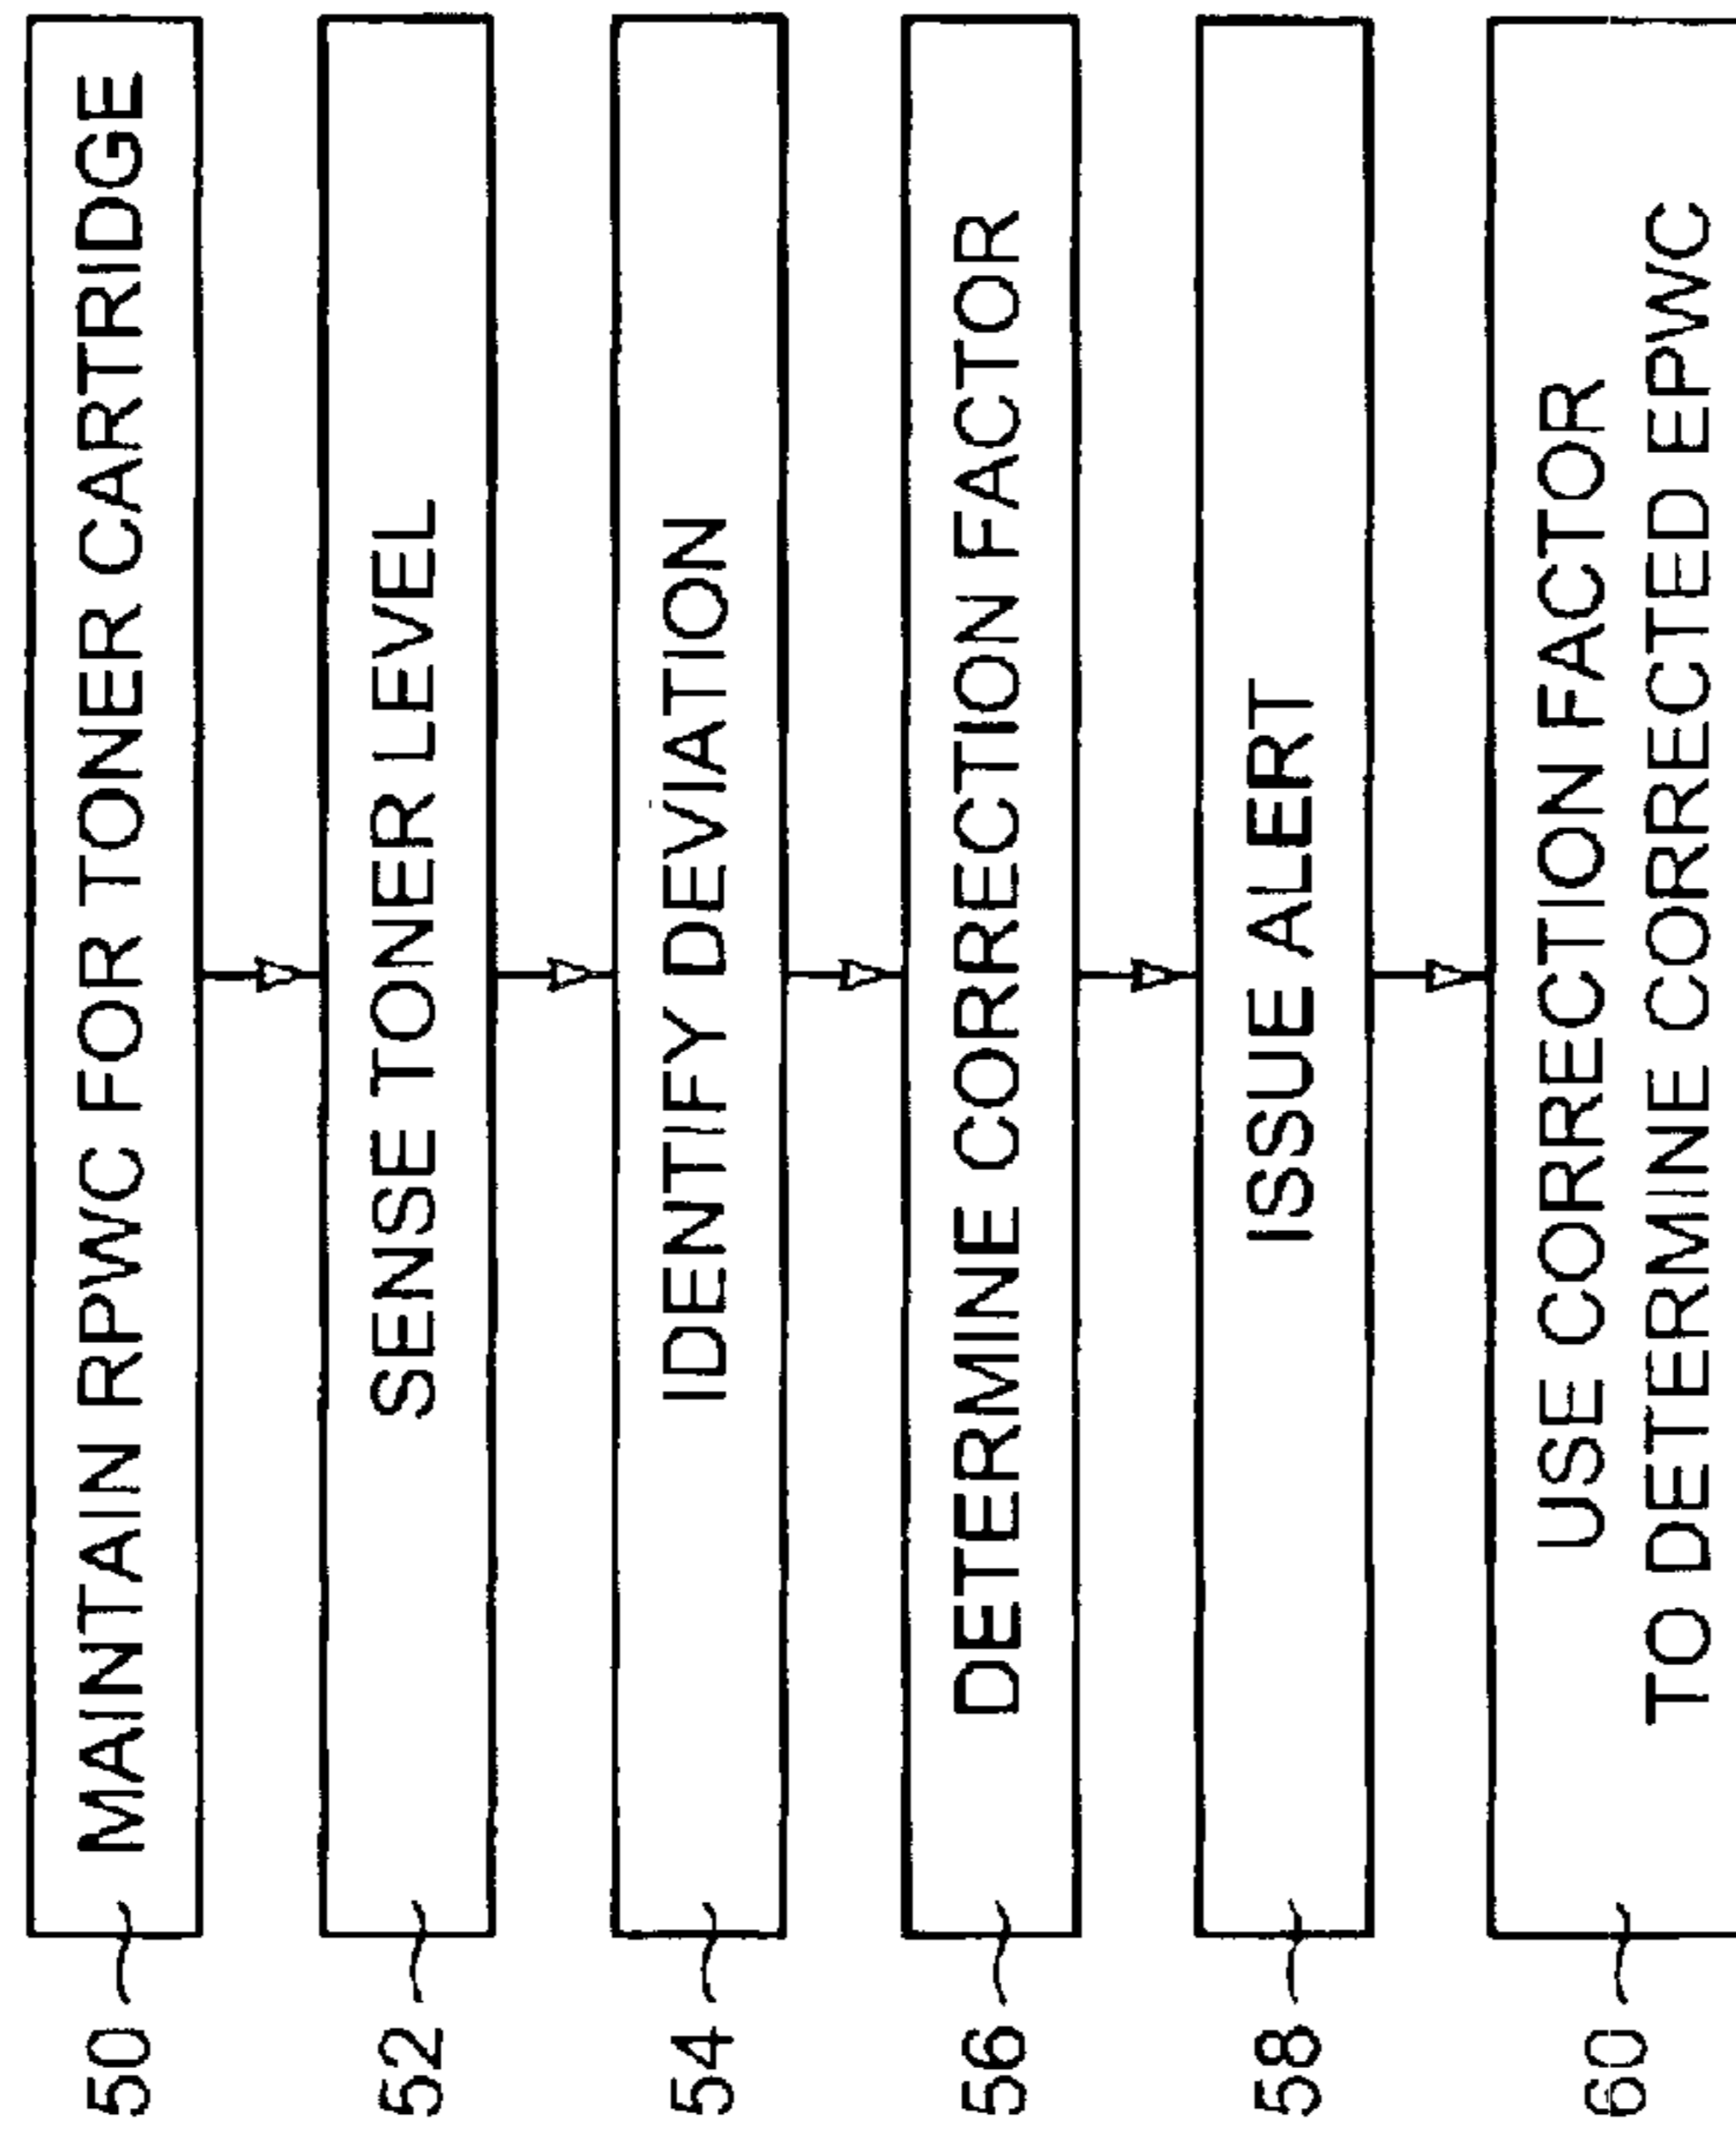 50 MAINTAIN RPWC FOR TONER CARTRIDGE
52 SENSE TONER LEVEL
54 IDENTIFY DEVIATION
56 DETERMINE CORRECTION FACTOR
58 ISSUE ALERT
60 USE CORRECTION FACTOR
TO DETERMINE CORRECTED EPWC